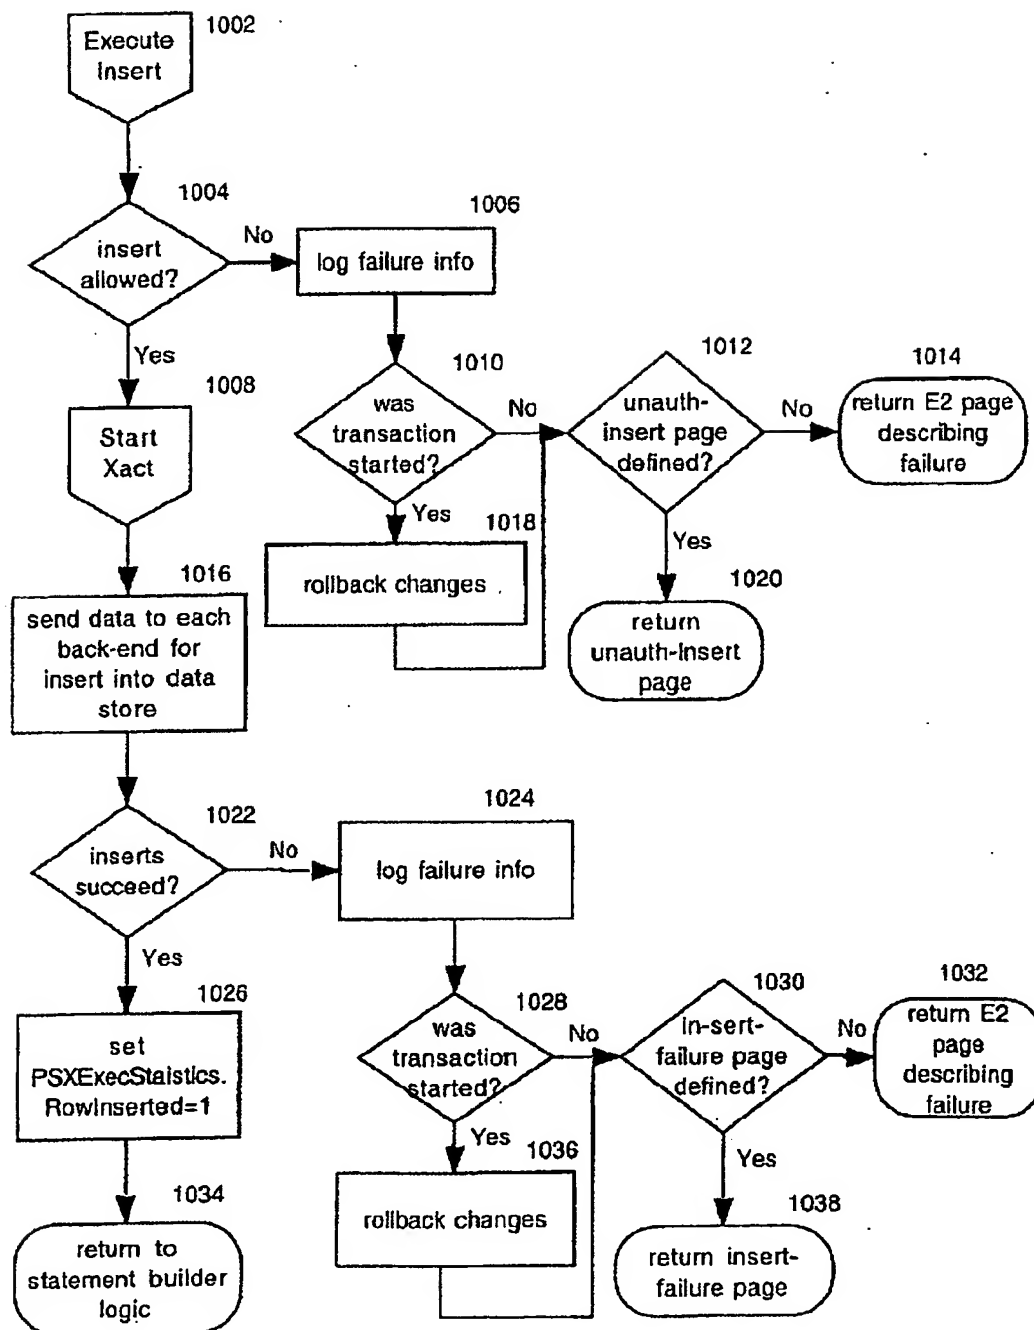 1002
Execute
Insert
1004
insert
allowed?
No
1006
log failure info
Yes
1008
Start
Xact
1010
was
transaction
started?
No
1012
unauth-
insert page
defined?
No
1014
return E2 page
describing
failure
Yes
1018
rollback changes
Yes
1020
return
unauth-Insert
page
1016
send data to each
back-end for
insert into data
store
1022
inserts
succeed?
No
1024
log failure info
Yes
1026
set
PSXExecStaistics.
RowInserted=1
1028
was
transaction
started?
No
1030
in-sert-
failure page
defined?
No
1032
return E2
page
describing
failure
Yes
1036
rollback changes
Yes
1038
return insert-
failure page
1034
return to
statement builder
logic